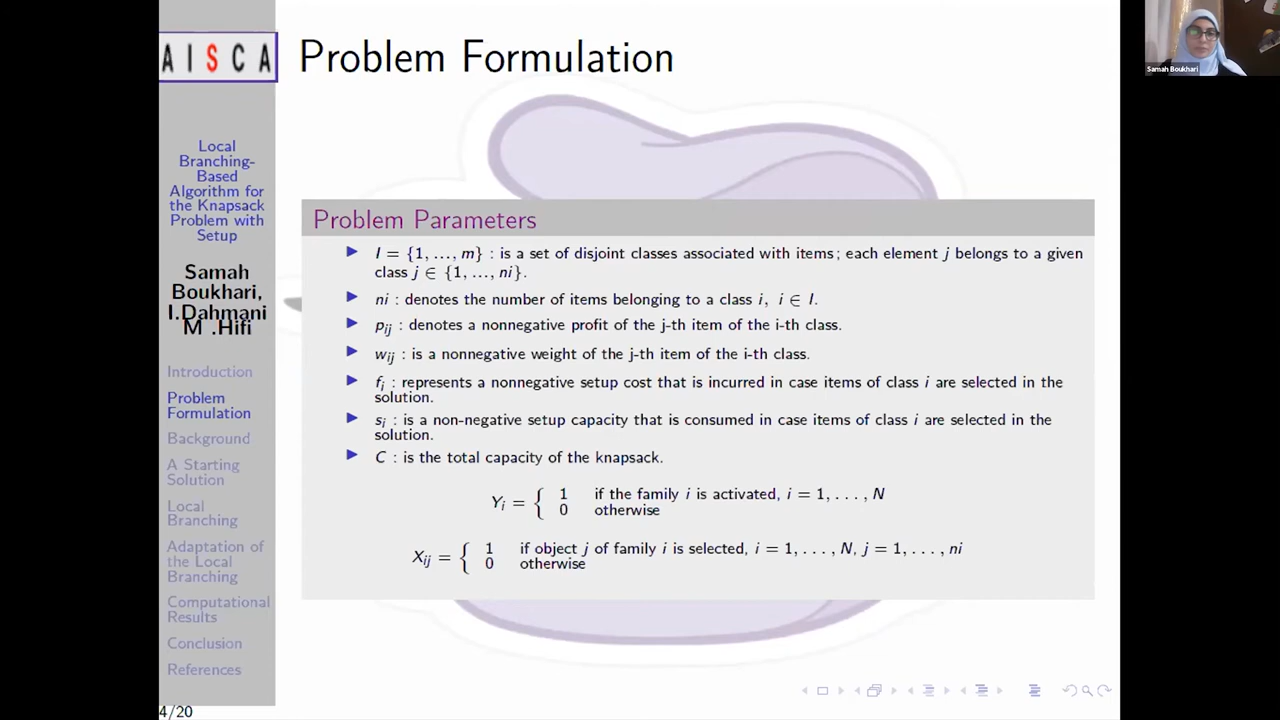 AISCA
Problem Formulation
Samah Boukhari
Local
Branching-
Based
Algorithm for
the Knapsack
Problem with
Setup
Samah
Boukhari,
I.Dahmani
M .Hifi
Introduction
Problem
Formulation
Background
A Starting
Solution
Local
Branching
Adaptation of
the Local
Branching
Computational
Results
Conclusion
References
4/20
Problem Parameters
▶ I = {1, ..., m} : is a set of disjoint classes associated with items; each element j belongs to a given
class j ∈ {1, ..., ni}.
▶ ni : denotes the number of items belonging to a class i, i ∈ I.
▶ p_ij : denotes a nonnegative profit of the j-th item of the i-th class.
▶ w_ij : is a nonnegative weight of the j-th item of the i-th class.
▶ f_i : represents a nonnegative setup cost that is incurred in case items of class i are selected in the
solution.
▶ s_i : is a non-negative setup capacity that is consumed in case items of class i are selected in the
solution.
▶ C : is the total capacity of the knapsack.
Y_i = { 1 if the family i is activated, i = 1, . . . , N
0 otherwise
X_ij = { 1 if object j of family i is selected, i = 1, . . . , N, j = 1, . . . , ni
0 otherwise